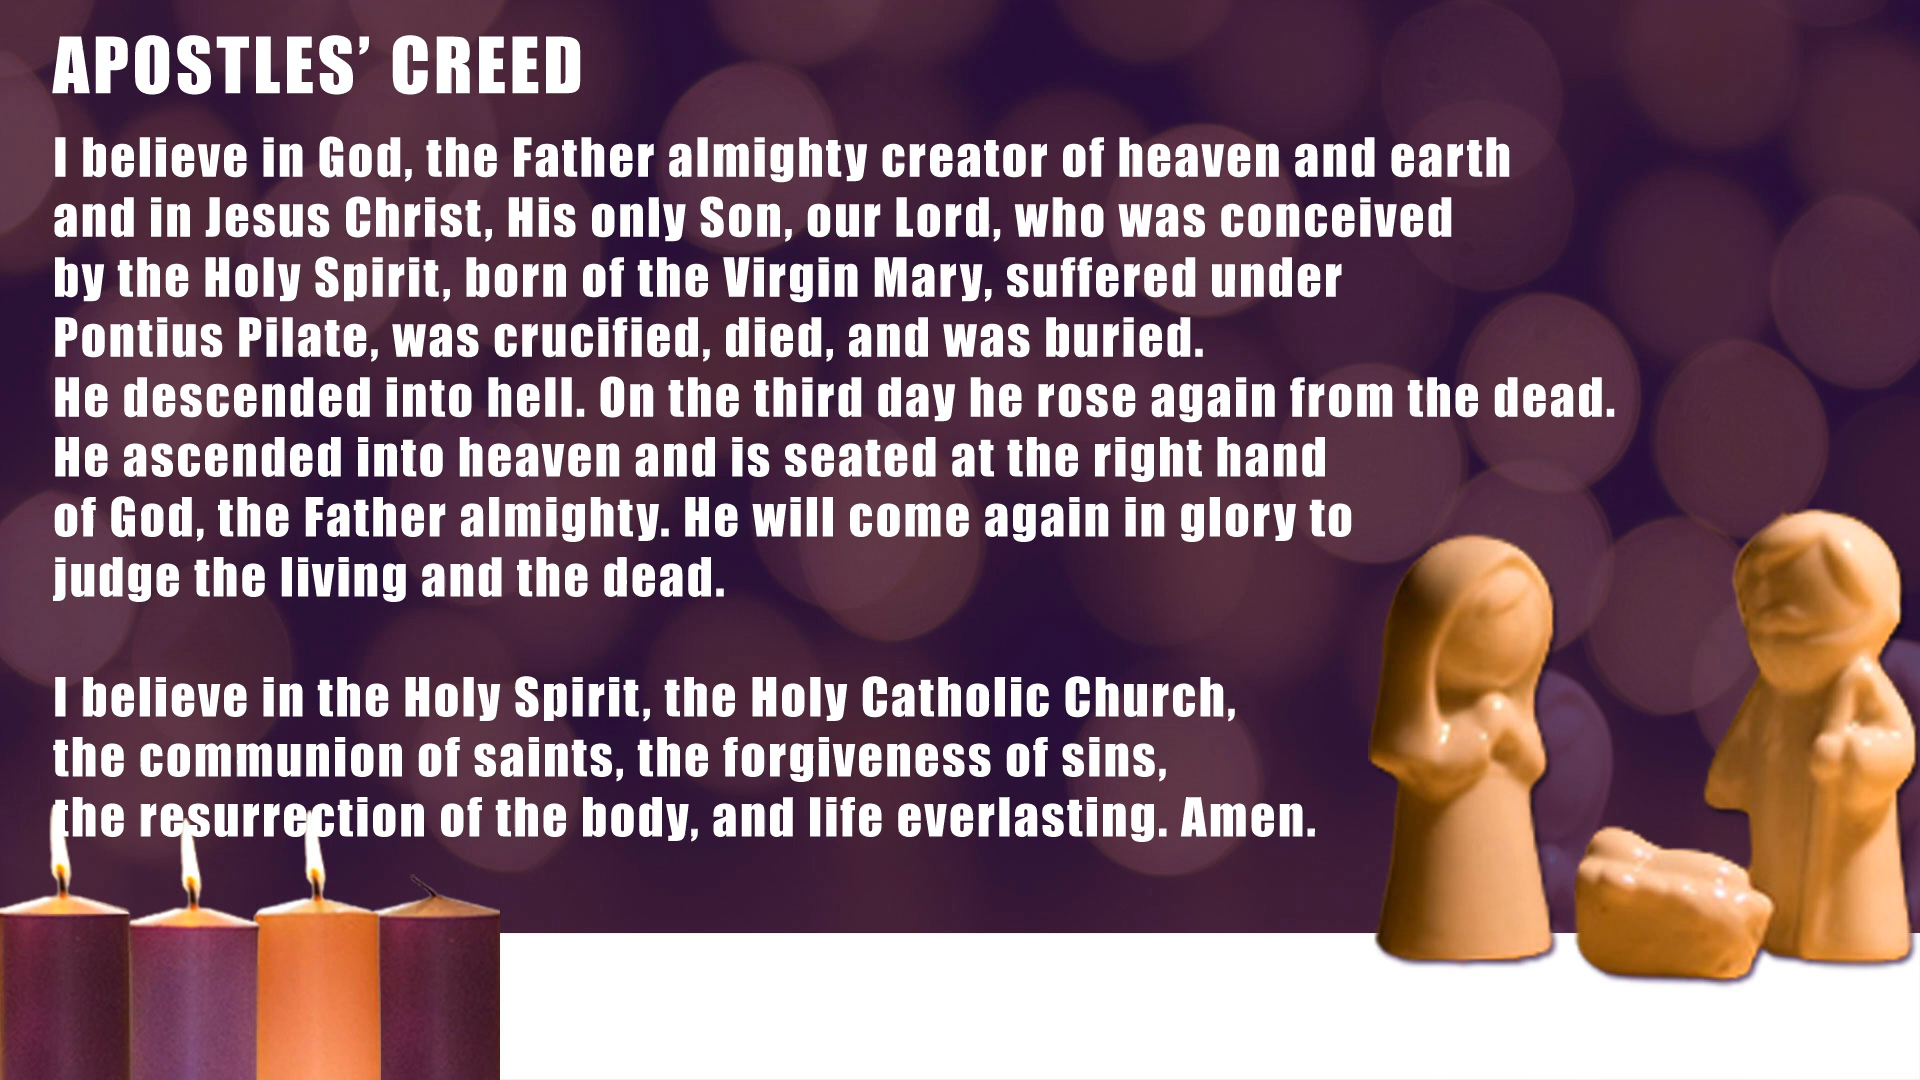 APOSTLES’ CREED
I believe in God, the Father almighty creator of heaven and earth
and in Jesus Christ, His only Son, our Lord, who was conceived
by the Holy Spirit, born of the Virgin Mary, suffered under
Pontius Pilate, was crucified, died, and was buried.
He descended into hell. On the third day he rose again from the dead.
He ascended into heaven and is seated at the right hand
of God, the Father almighty. He will come again in glory to
judge the living and the dead.
I believe in the Holy Spirit, the Holy Catholic Church,
the communion of saints, the forgiveness of sins,
the resurrection of the body, and life everlasting. Amen.